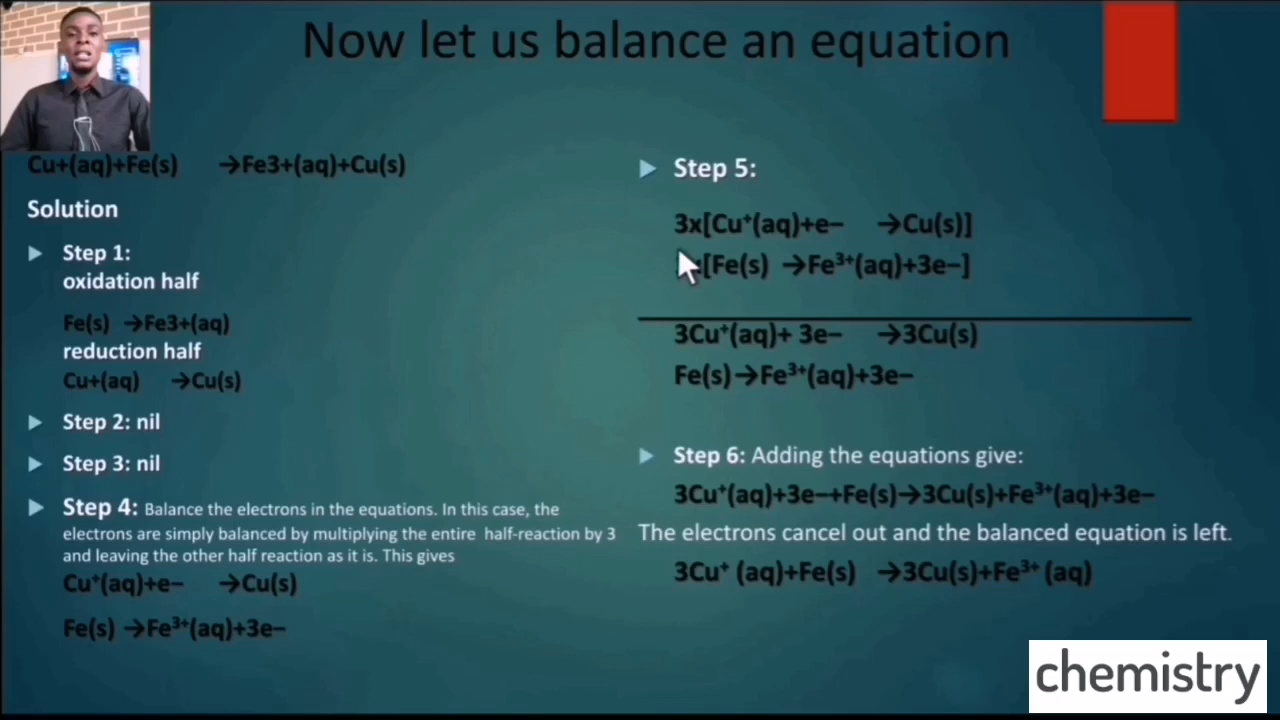 Now let us balance an equation
Cu+(aq)+Fe(s) →Fe3+(aq)+Cu(s)
Solution
Step 1:
oxidation half
Fe(s) →Fe3+(aq)
reduction half
Cu+(aq) →Cu(s)
Step 2: nil
Step 3: nil
Step 4: Balance the electrons in the equations. In this case, the
electrons are simply balanced by multiplying the entire half-reaction by 3
and leaving the other half reaction as it is. This gives
Cu⁺(aq)+e− →Cu(s)
Fe(s) →Fe³⁺(aq)+3e−
Step 5:
3x[Cu⁺(aq)+e− →Cu(s)]
[Fe(s) →Fe³⁺(aq)+3e−]
3Cu⁺(aq)+ 3e− →3Cu(s)
Fe(s)→Fe³⁺(aq)+3e−
Step 6: Adding the equations give:
3Cu⁺(aq)+3e−+Fe(s)→3Cu(s)+Fe³⁺(aq)+3e−
The electrons cancel out and the balanced equation is left.
3Cu⁺ (aq)+Fe(s) →3Cu(s)+Fe³⁺ (aq)
chemistry